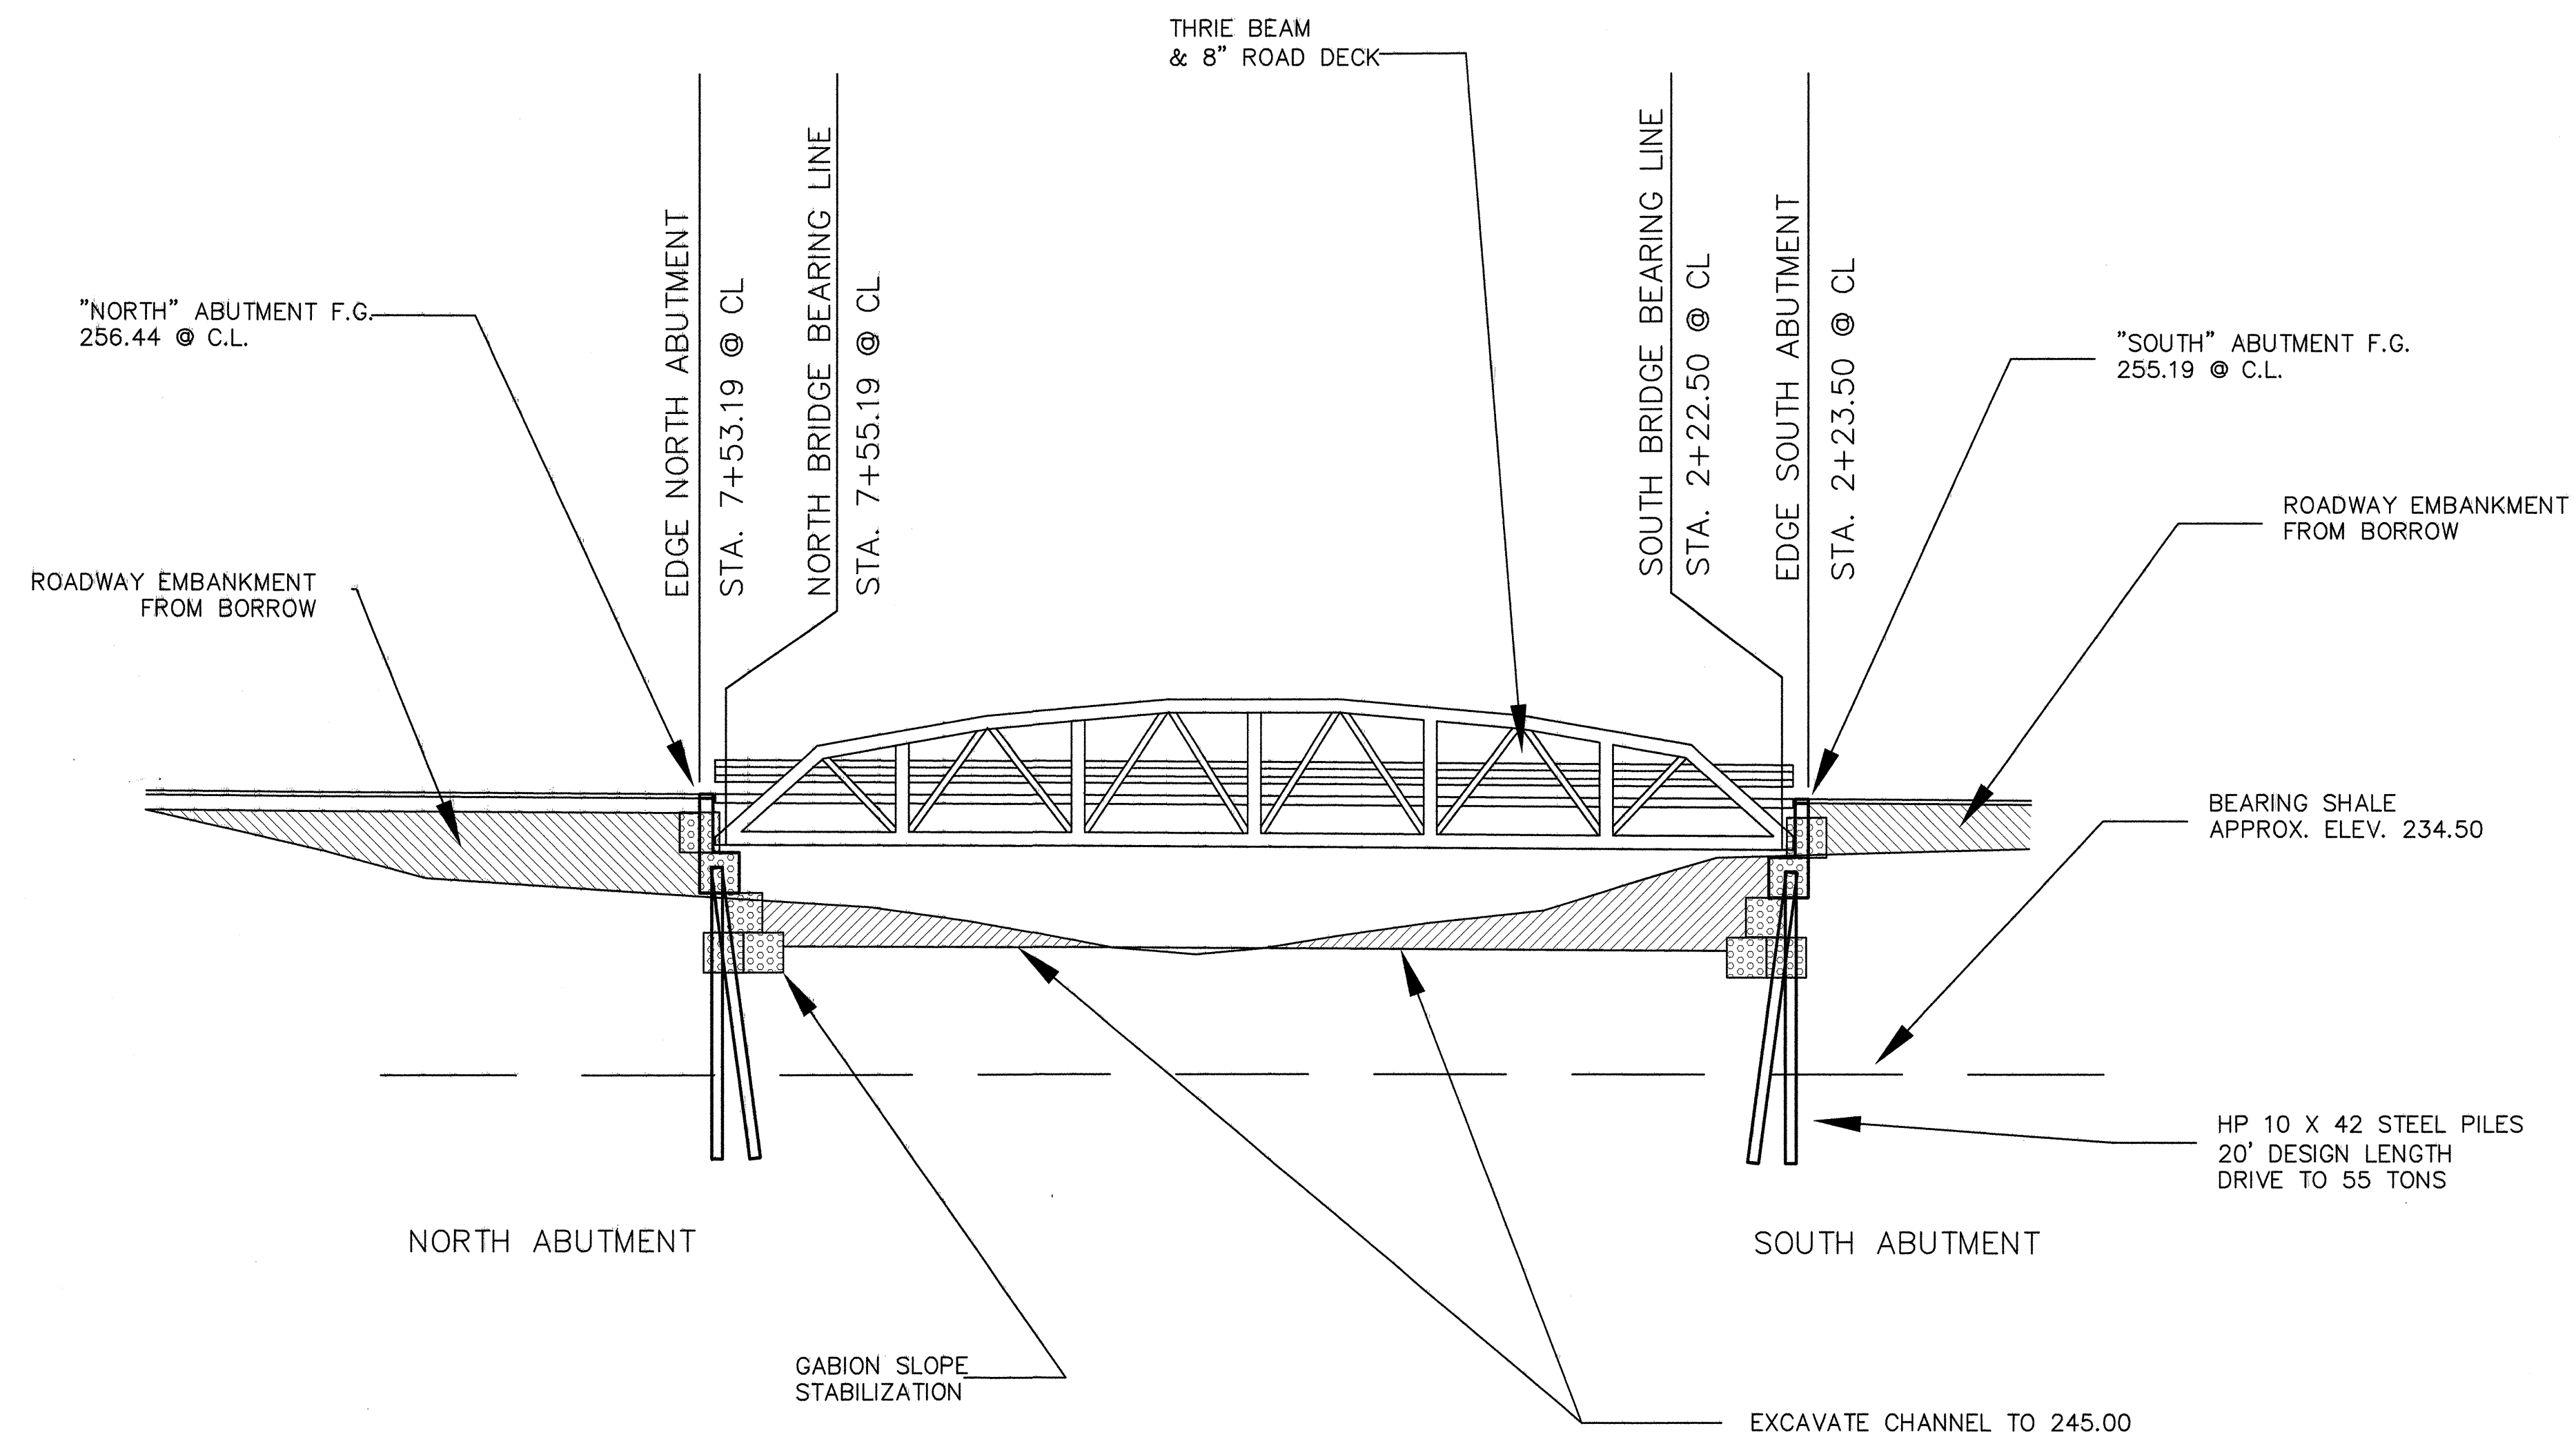 THRIE BEAM
& 8" ROAD DECK
EDGE NORTH ABUTMENT
STA. 7+53.19 @ CL
NORTH BRIDGE BEARING LINE
STA. 7+55.19 @ CL
SOUTH BRIDGE BEARING LINE
STA. 2+22.50 @ CL
EDGE SOUTH ABUTMENT
STA. 2+23.50 @ CL
"NORTH" ABUTMENT F.G.
256.44 @ C.L.
"SOUTH" ABUTMENT F.G.
255.19 @ C.L.
ROADWAY EMBANKMENT
FROM BORROW
ROADWAY EMBANKMENT
FROM BORROW
BEARING SHALE
APPROX. ELEV. 234.50
HP 10 X 42 STEEL PILES
20' DESIGN LENGTH
DRIVE TO 55 TONS
NORTH ABUTMENT
SOUTH ABUTMENT
GABION SLOPE
STABILIZATION
EXCAVATE CHANNEL TO 245.00